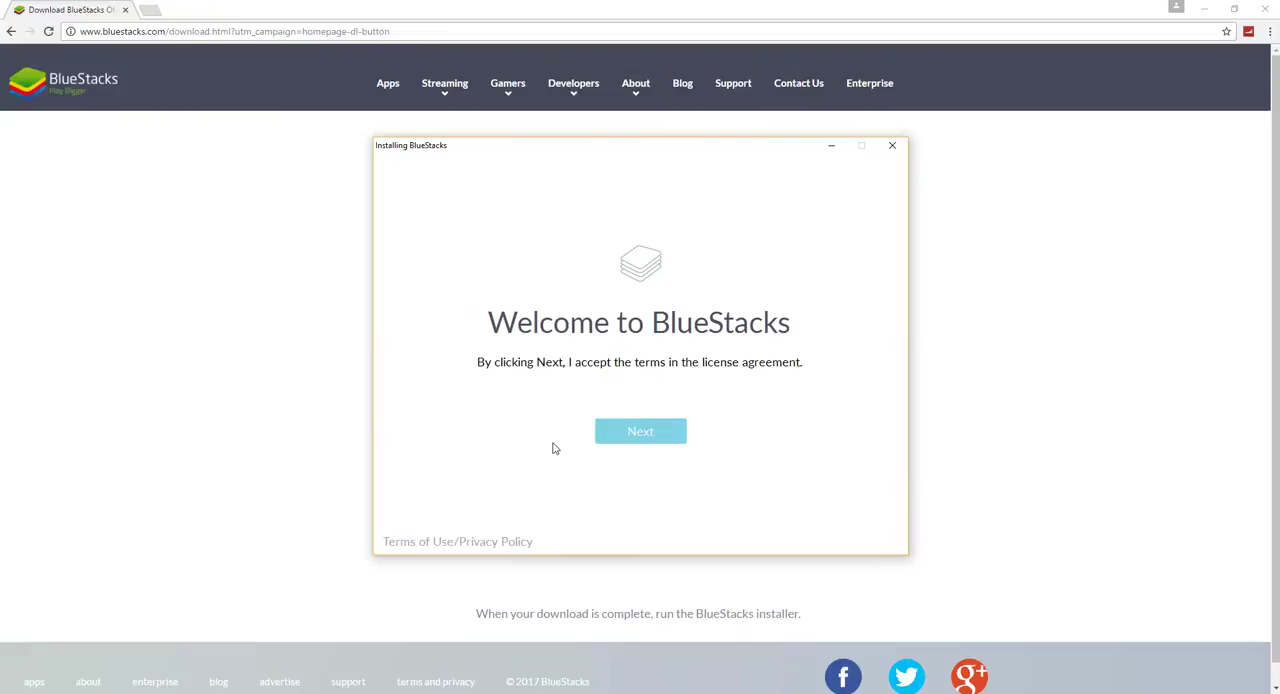 Download BlueStacks
www.bluestacks.com/download.html?utm_campaign=homepage-dl-button
BlueStacks
Play Bigger
Apps Streaming Gamers Developers About Blog Support Contact Us Enterprise
Installing BlueStacks
Welcome to BlueStacks
By clicking Next, I accept the terms in the license agreement.
Next
Terms of Use/Privacy Policy
When your download is complete, run the BlueStacks installer.
apps about enterprise blog advertise support terms and privacy © 2017 BlueStacks
f
g+